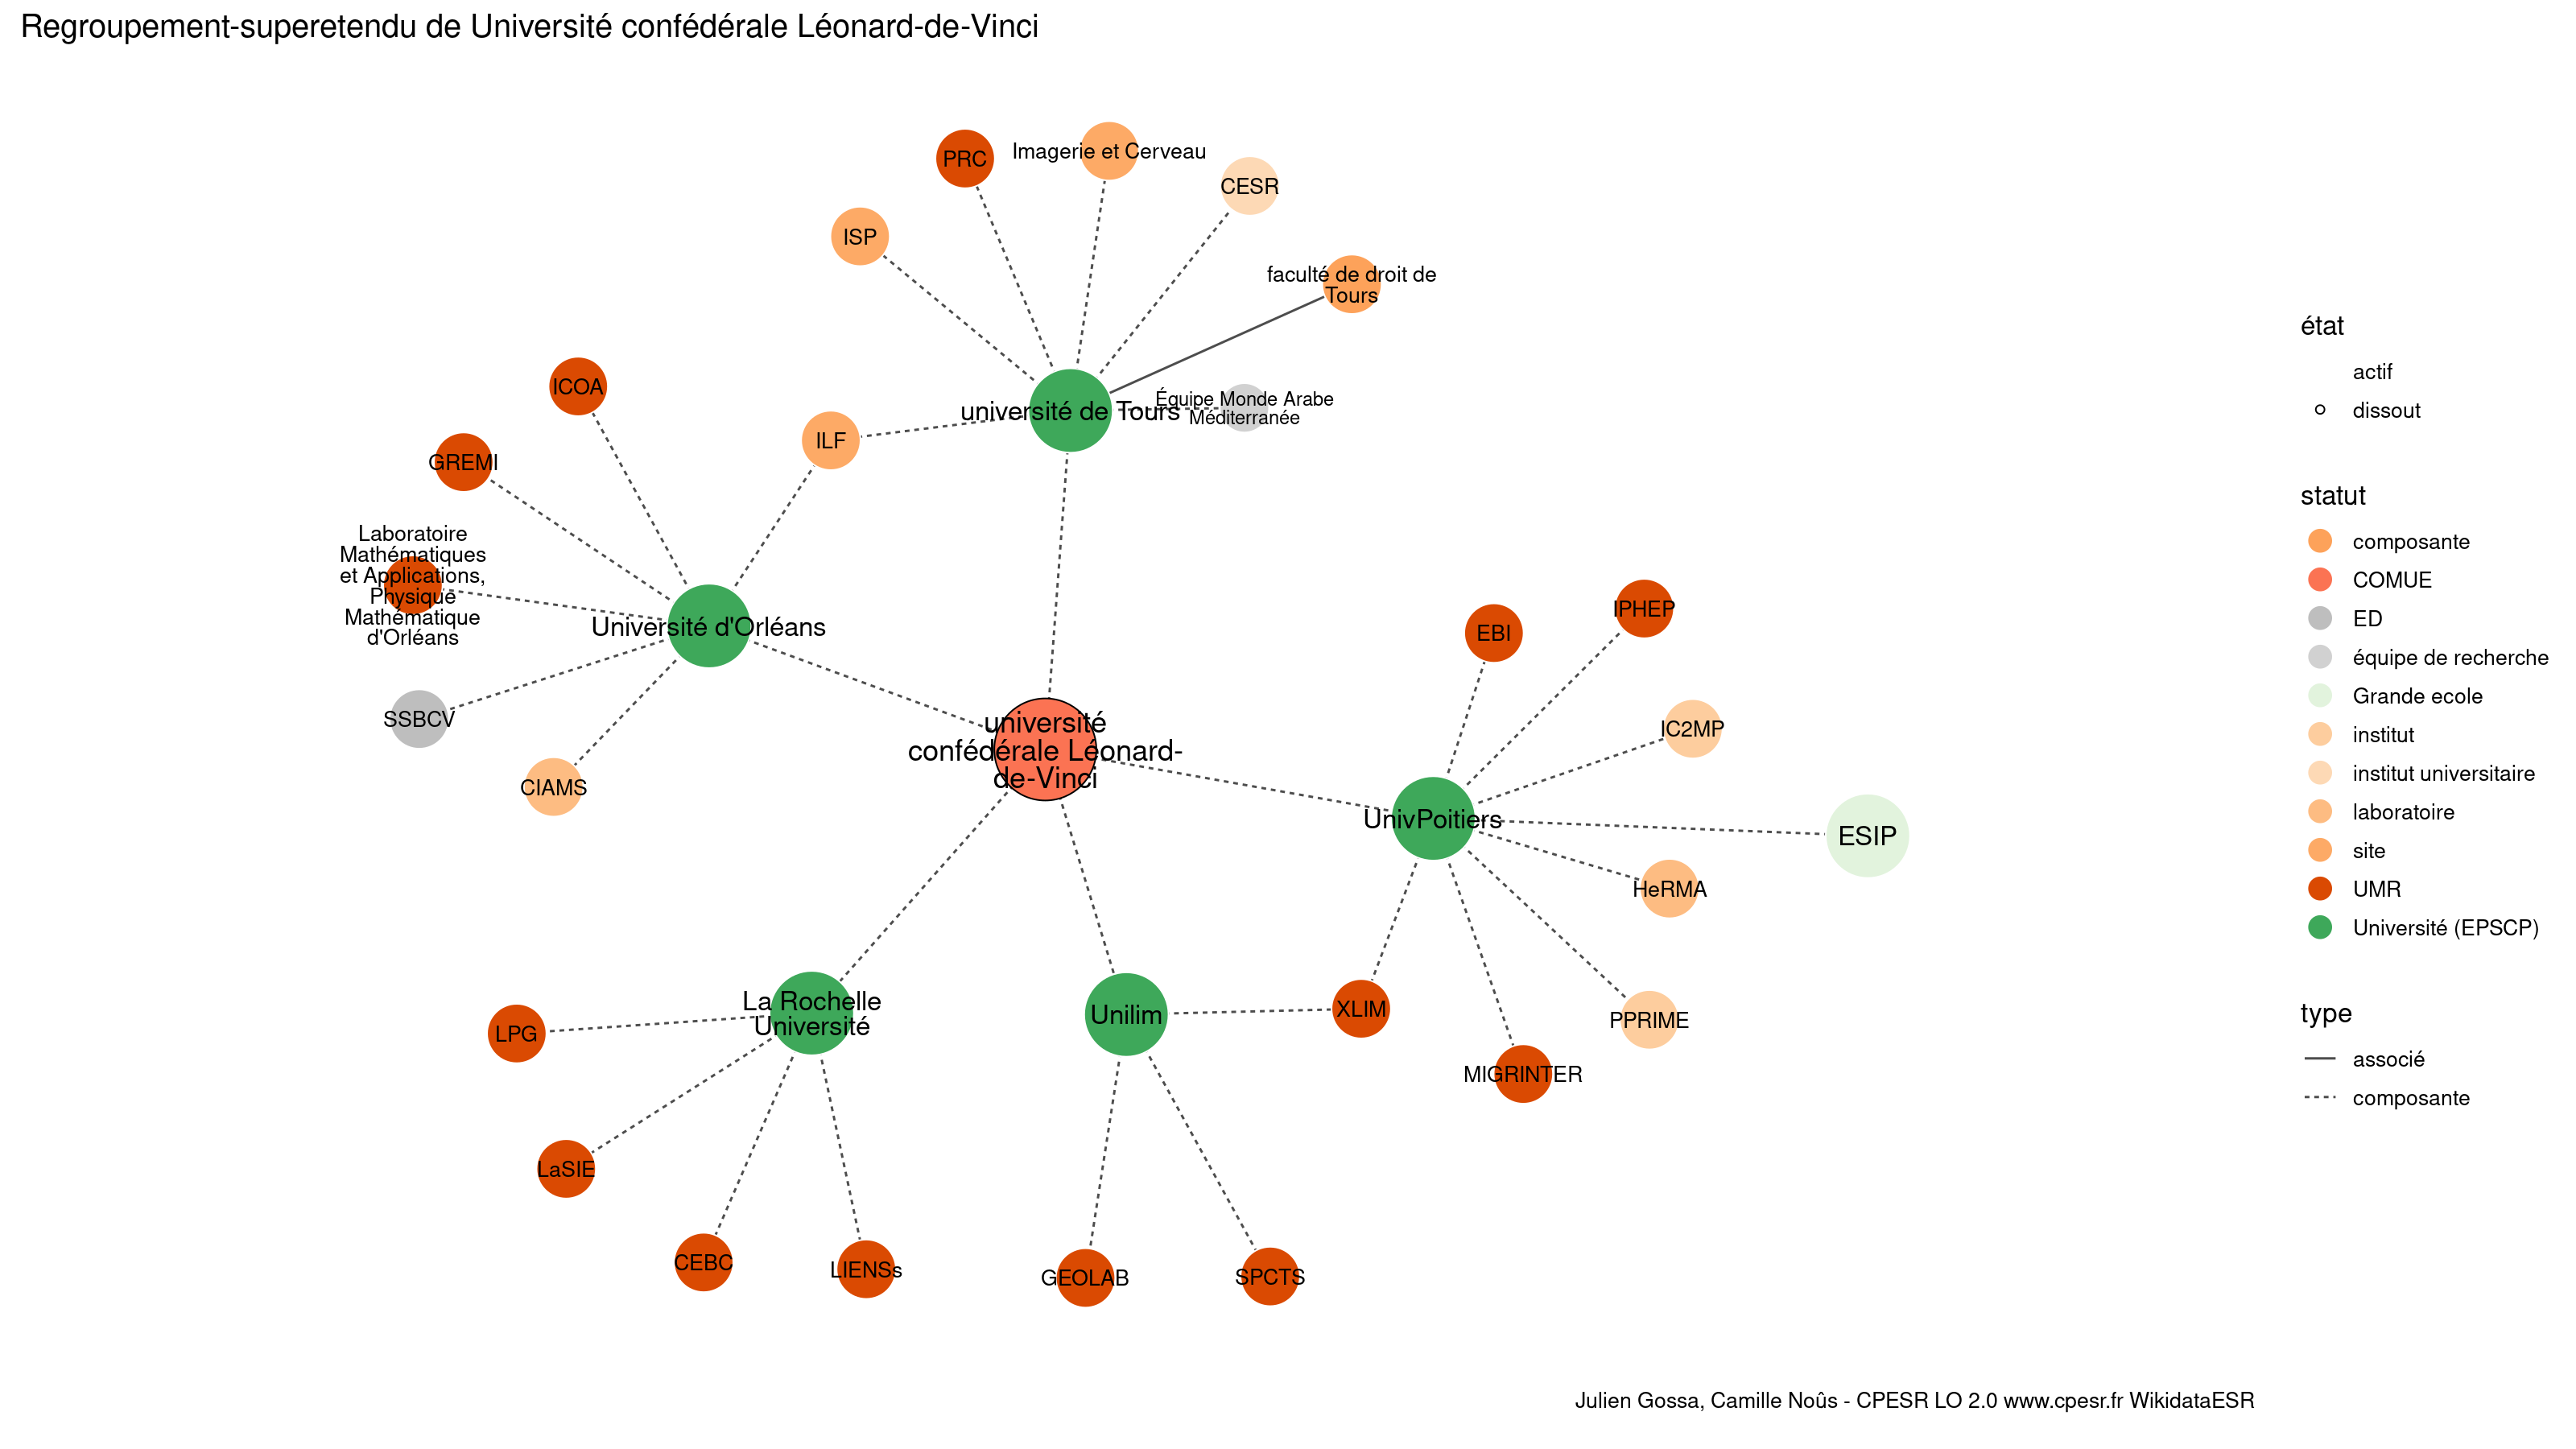 Regroupement-superetendu de Université confédérale Léonard-de-Vinci
PRC
Imagerie et Cerveau
CESR
ISP
faculté de droit de
Tours
ICOA
université de Tours
Équipe Monde Arabe
Méditerranée
ILF
GREMI
Laboratoire
Mathématiques
et Applications,
Physique
Mathématique
d'Orléans
Université d'Orléans
SSBCV
CIAMS
université
confédérale Léonard-
de-Vinci
EBI
IPHEP
IC2MP
UnivPoitiers
ESIP
HeRMA
PPRIME
MIGRINTER
XLIM
Unilim
La Rochelle
Université
LPG
LaSIE
CEBC
LIENSs
GEOLAB
SPCTS
état
actif
dissout
statut
composante
COMUE
ED
équipe de recherche
Grande ecole
institut
institut universitaire
laboratoire
site
UMR
Université (EPSCP)
type
associé
composante
Julien Gossa, Camille Noûs - CPESR LO 2.0 www.cpesr.fr WikidataESR